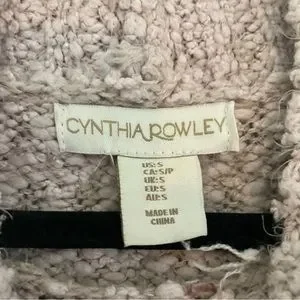 CYNTHIA ROWLEY
US:S
CA:S/P
UK:S
EU:S
AU:S
MADE IN
CHINA